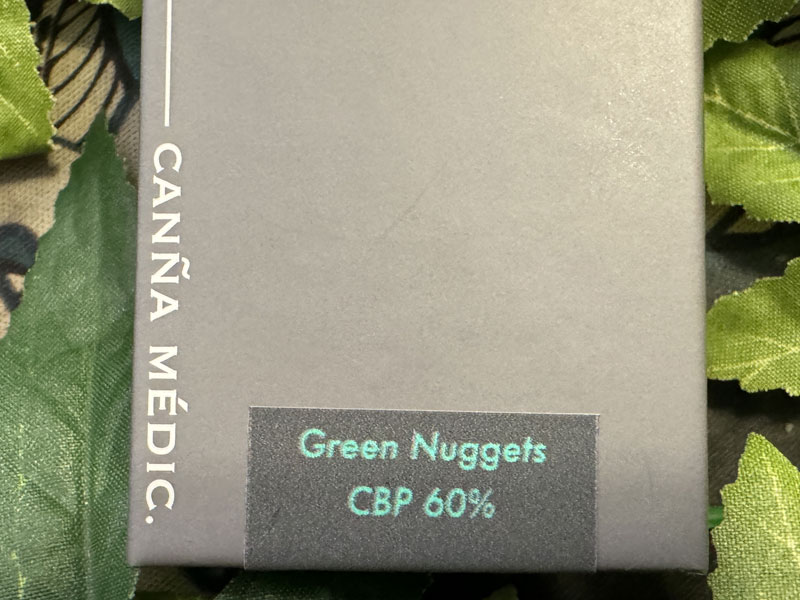 CANÑA MÉDIC.
Green Nuggets
CBP 60%